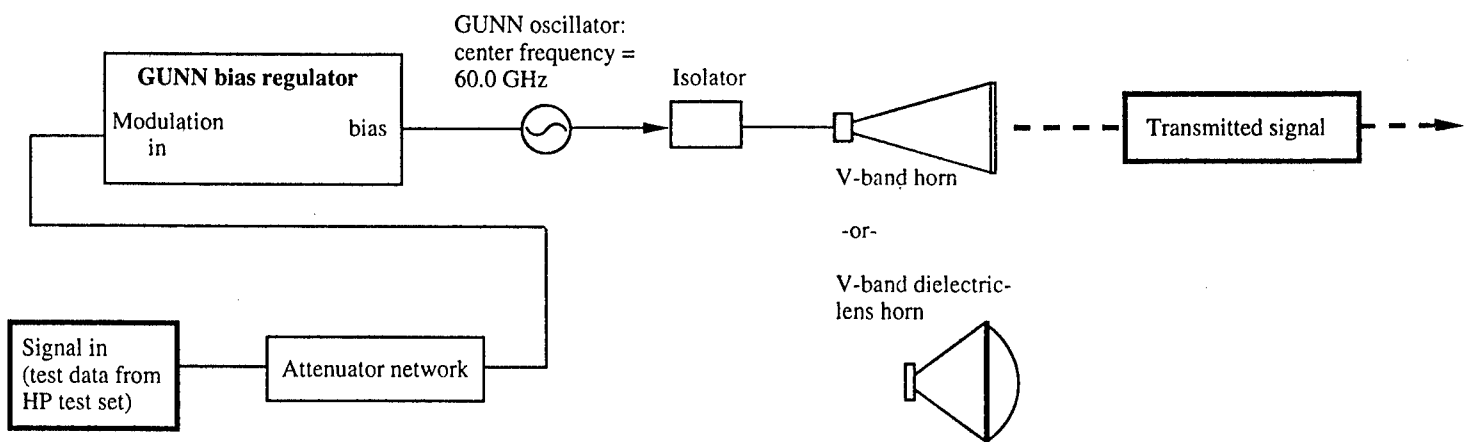 GUNN oscillator:
center frequency =
60.0 GHz
GUNN bias regulator
Modulation
in
bias
Isolator
Transmitted signal
V-band horn
-or-
V-band dielectric-
lens horn
Signal in
(test data from
HP test set)
Attenuator network